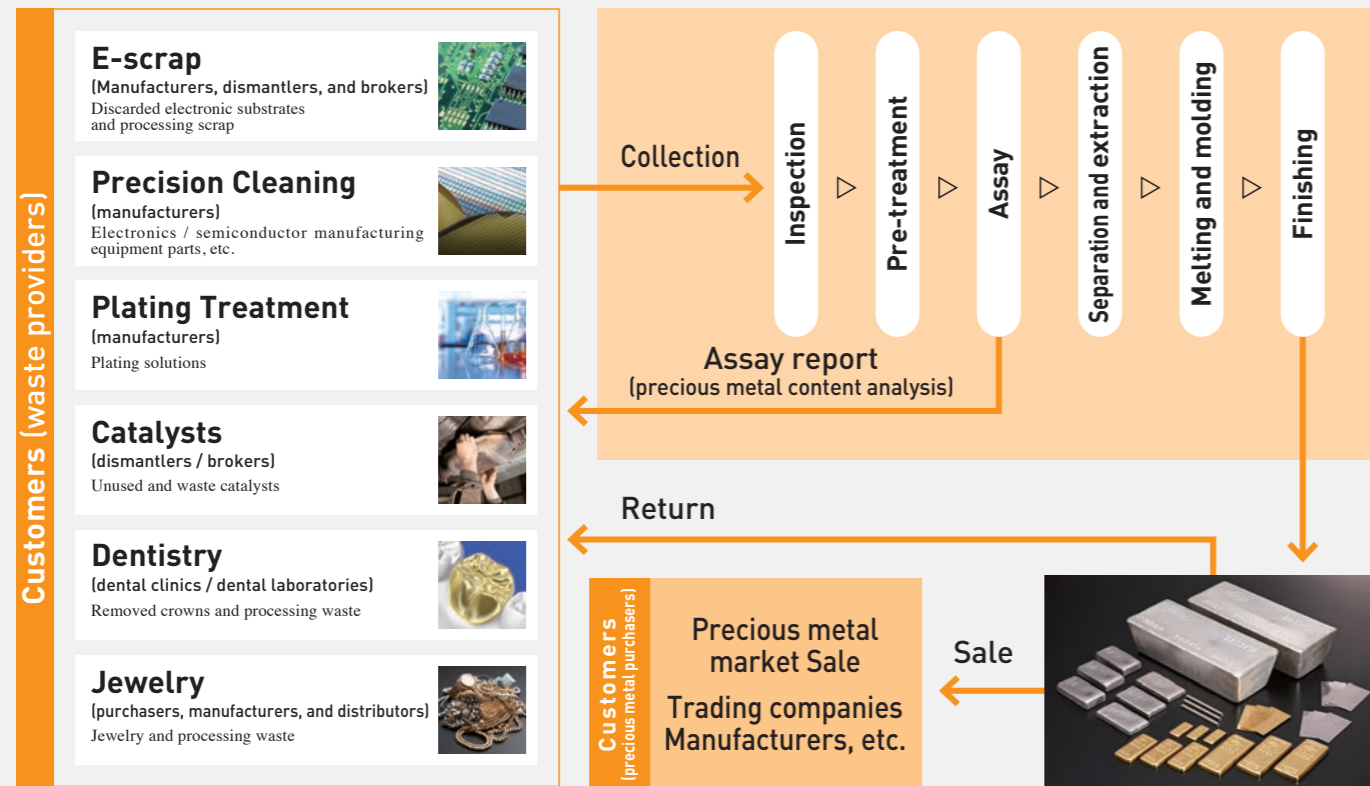 Customers (waste providers)
E-scrap
(Manufacturers, dismantlers, and brokers)
Discarded electronic substrates
and processing scrap
Precision Cleaning
(manufacturers)
Electronics / semiconductor manufacturing
equipment parts, etc.
Plating Treatment
(manufacturers)
Plating solutions
Catalysts
(dismantlers / brokers)
Unused and waste catalysts
Dentistry
(dental clinics / dental laboratories)
Removed crowns and processing waste
Jewelry
(purchasers, manufacturers, and distributors)
Jewelry and processing waste
Collection
Inspection
Pre-treatment
Assay
Separation and extraction
Melting and molding
Finishing
Assay report
(precious metal content analysis)
Return
Customers
(precious metal purchasers)
Precious metal
market Sale
Trading companies
Manufacturers, etc.
Sale